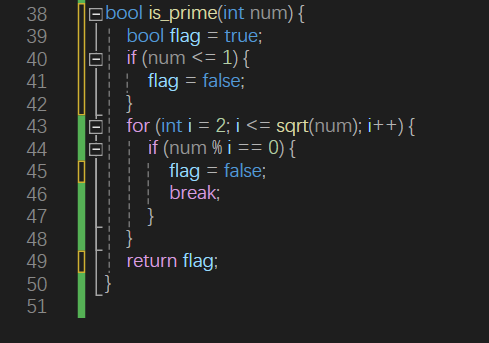 38 bool is_prime(int num) {
39 bool flag = true;
40 if (num <= 1) {
41 flag = false;
42 }
43 for (int i = 2; i <= sqrt(num); i++) {
44 if (num % i == 0) {
45 flag = false;
46 break;
47 }
48 }
49 return flag;
50 }
51